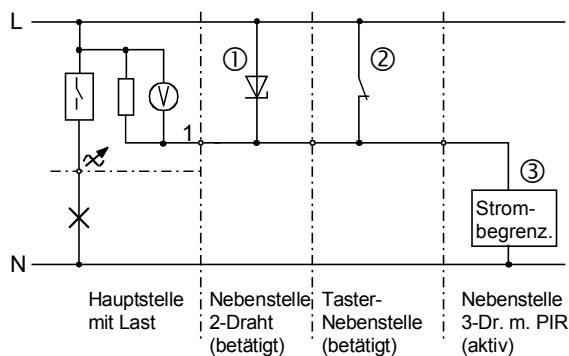 L
①
②
V
1
③
Strom-
begrenz.
N
Hauptstelle
mit Last
Nebenstelle
2-Draht
(betätigt)
Taster-
Nebenstelle
(betätigt)
Nebenstelle
3-Dr. m. PIR
(aktiv)